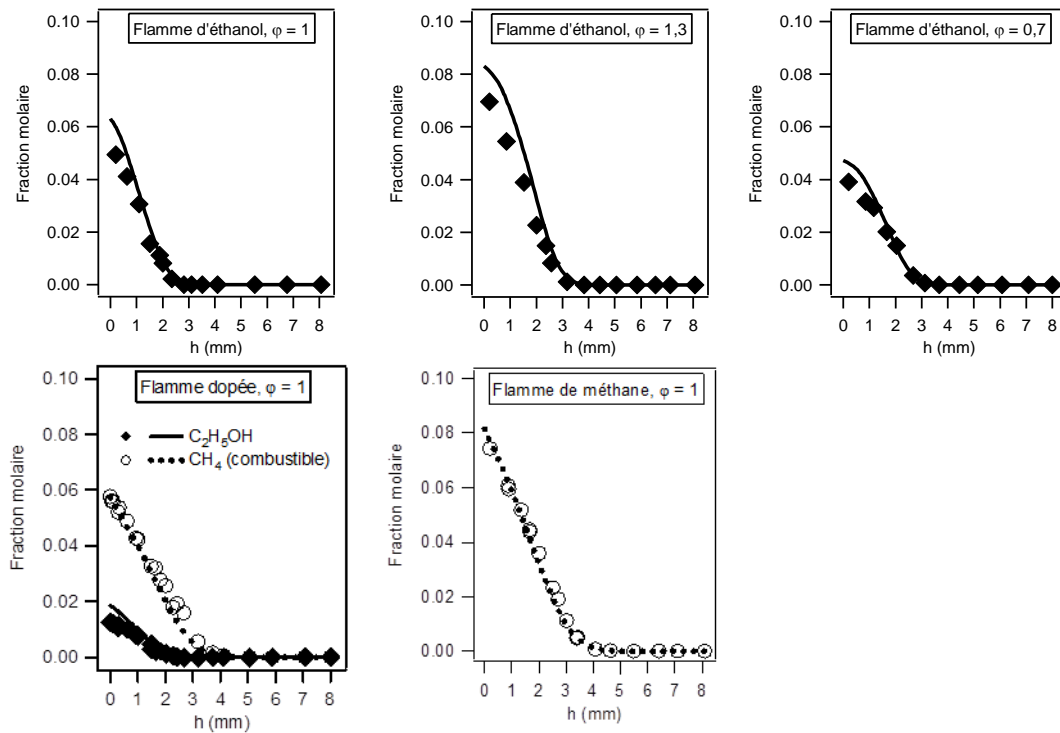 Flamme d'éthanol, φ = 1
Fraction molaire
0.10
0.08
0.06
0.04
0.02
0.00
0 1 2 3 4 5 6 7 8
h (mm)
Flamme d'éthanol, φ = 1,3
Fraction molaire
0.10
0.08
0.06
0.04
0.02
0.00
0 1 2 3 4 5 6 7 8
h (mm)
Flamme d'éthanol, φ = 0,7
Fraction molaire
0.10
0.08
0.06
0.04
0.02
0.00
0 1 2 3 4 5 6 7 8
h (mm)
Flamme dopée, φ = 1
C₂H₅OH
CH₄ (combustible)
Fraction molaire
0.10
0.08
0.06
0.04
0.02
0.00
0 1 2 3 4 5 6 7 8
h (mm)
Flamme de méthane, φ = 1
Fraction molaire
0.10
0.08
0.06
0.04
0.02
0.00
0 1 2 3 4 5 6 7 8
h (mm)